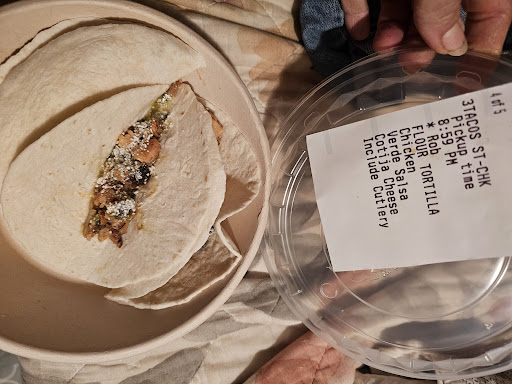 4 of 5
3TACOS ST-CHK
Pickup time
8:59 PM
* Rob
FLOUR TORTILLA
Chicken
Verde Salsa
Cotija Cheese
Include Cutlery